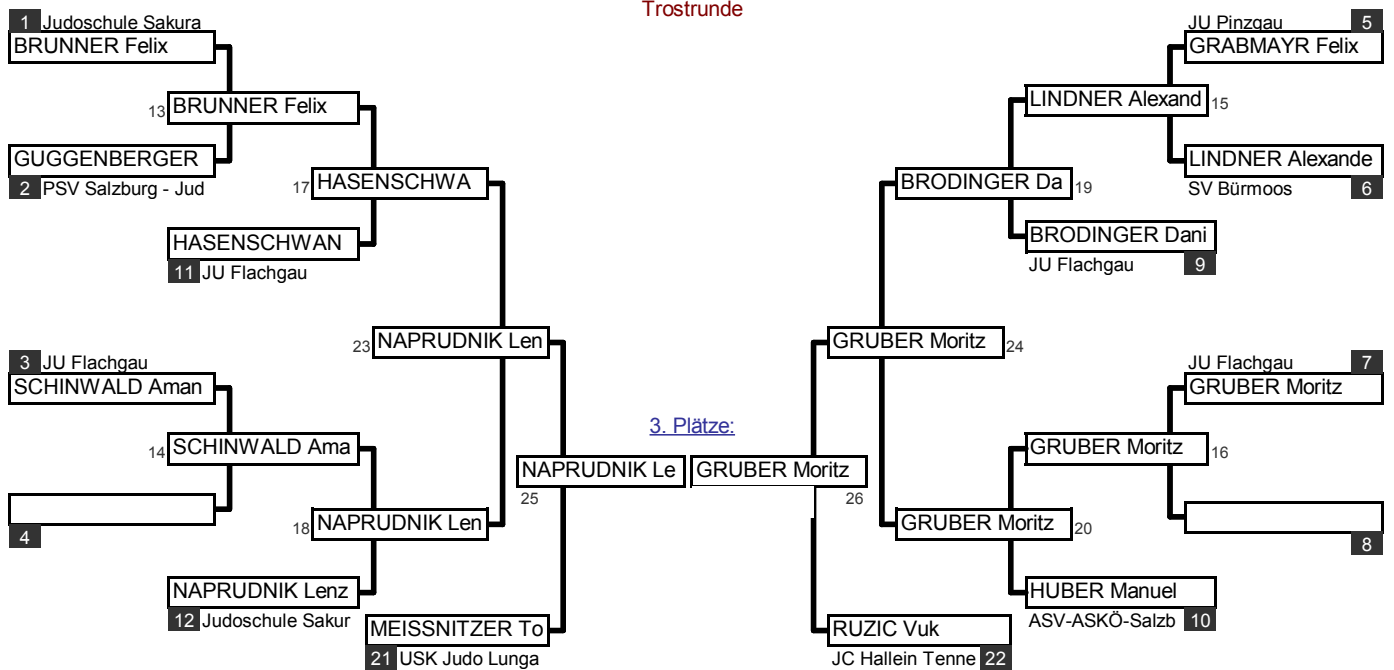 Trostrunde
1 Judoschule Sakura
BRUNNER Felix
13 BRUNNER Felix
GUGGENBERGER
2 PSV Salzburg - Jud
17 HASENSCHWA
HASENSCHWAN
11 JU Flachgau
23 NAPRUDNIK Len
3 JU Flachgau
SCHINWALD Aman
14 SCHINWALD Ama
4
18 NAPRUDNIK Len
NAPRUDNIK Lenz
12 Judoschule Sakur
MEISSNITZER To
21 USK Judo Lunga
3. Plätze:
NAPRUDNIK Le
25
GRUBER Moritz
26
JU Pinzgau 5
GRABMAYR Felix
LINDNER Alexand 15
LINDNER Alexande
SV Bürmoos 6
BRODINGER Da 19
BRODINGER Dani
JU Flachgau 9
GRUBER Moritz 24
JU Flachgau 7
GRUBER Moritz
GRUBER Moritz 16
8
GRUBER Moritz 20
HUBER Manuel
ASV-ASKÖ-Salzb 10
RUZIC Vuk
JC Hallein Tenne 22